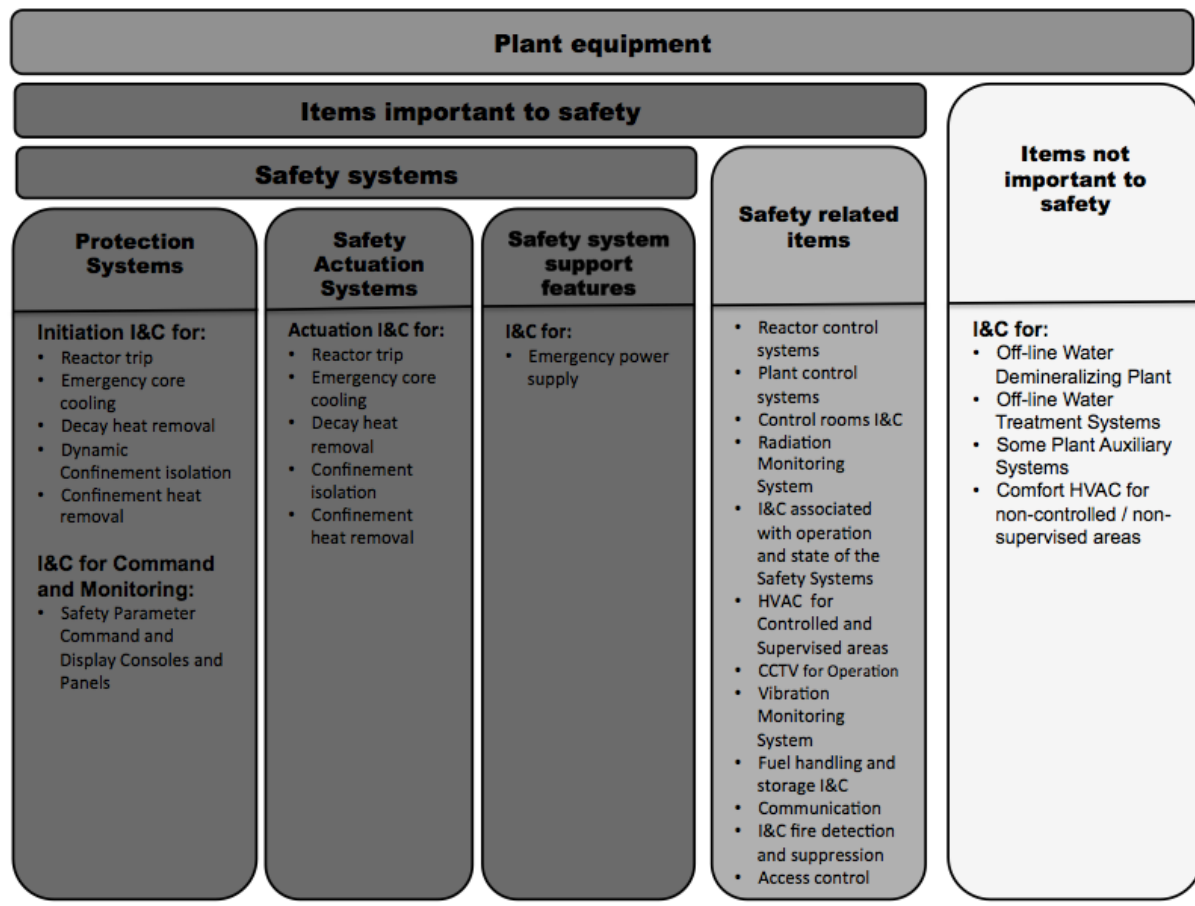 Plant equipment
Items important to safety
Safety systems
Protection
Systems
Initiation I&C for:
• Reactor trip
• Emergency core
cooling
• Decay heat removal
• Dynamic
Confinement isolation
• Confinement heat
removal
I&C for Command
and Monitoring:
• Safety Parameter
Command and
Display Consoles and
Panels
Safety
Actuation
Systems
Actuation I&C for:
• Reactor trip
• Emergency core
cooling
• Decay heat
removal
• Confinement
isolation
• Confinement
heat removal
Safety system
support
features
I&C for:
• Emergency power
supply
Safety related
items
• Reactor control
systems
• Plant control
systems
• Control rooms I&C
• Radiation
Monitoring
System
• I&C associated
with operation
and state of the
Safety Systems
• HVAC for
Controlled and
Supervised areas
• CCTV for Operation
• Vibration
Monitoring
System
• Fuel handling and
storage I&C
• Communication
• I&C fire detection
and suppression
• Access control
Items not
important to
safety
I&C for:
• Off-line Water
Demineralizing Plant
• Off-line Water
Treatment Systems
• Some Plant Auxiliary
Systems
• Comfort HVAC for
non-controlled / non-
supervised areas